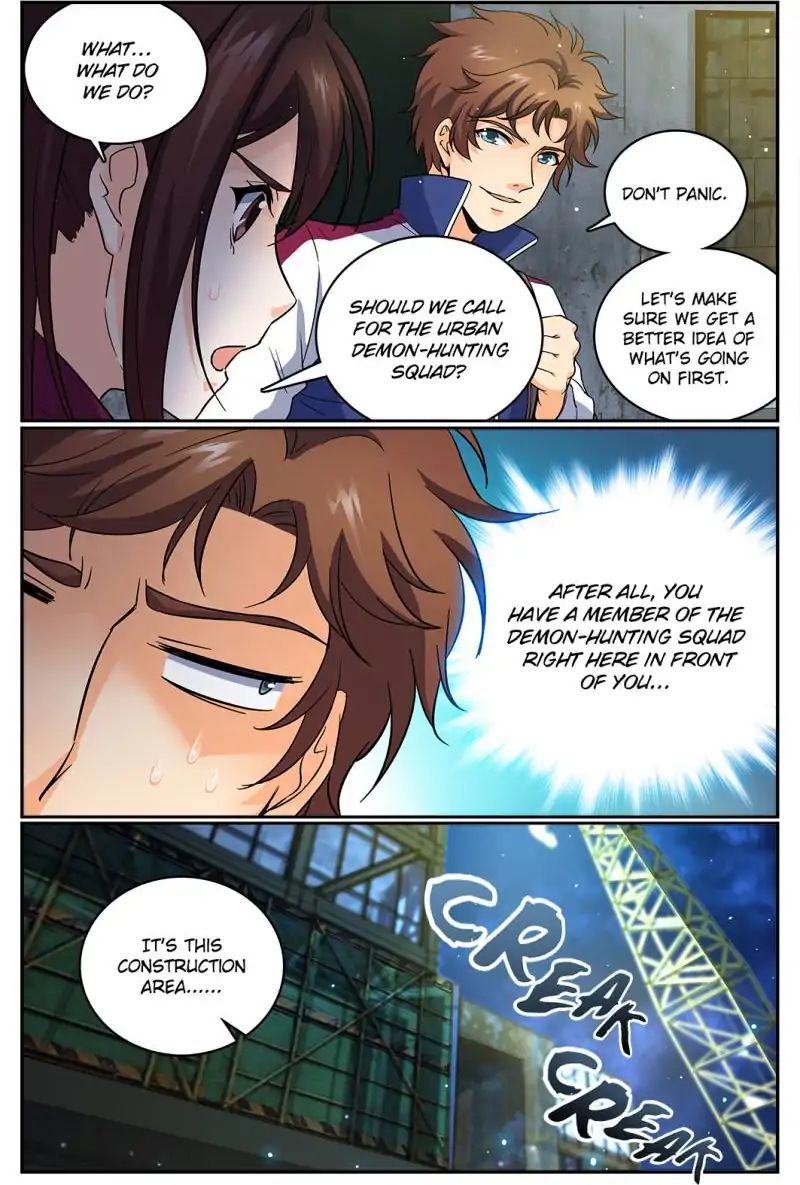 WHAT...
WHAT DO
WE DO?
DON'T PANIC.
SHOULD WE CALL
FOR THE URBAN
DEMON-HUNTING
SQUAD?
LET'S MAKE
SURE WE GET A
BETTER IDEA OF
WHAT'S GOING
ON FIRST.
AFTER ALL, YOU
HAVE A MEMBER OF THE
DEMON-HUNTING SQUAD
RIGHT HERE IN FRONT
OF YOU...
IT'S THIS
CONSTRUCTION
AREA......
CREAK
CREAK